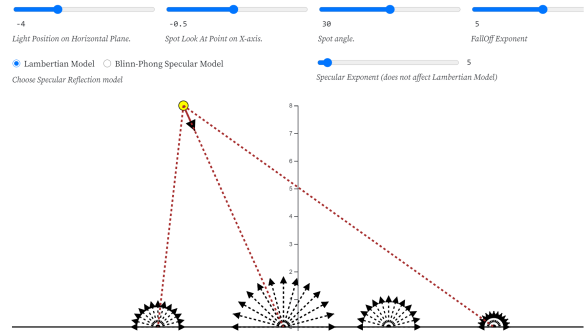 -4
-0.5
30
5
Light Position on Horizontal Plane.
Spot Look At Point on X-axis.
Spot angle.
FallOff Exponent
Lambertian Model
Blinn-Phong Specular Model
5
Choose Specular Reflection model
Specular Exponent (does not affect Lambertian Model)
8
7
6
5
4
3
2